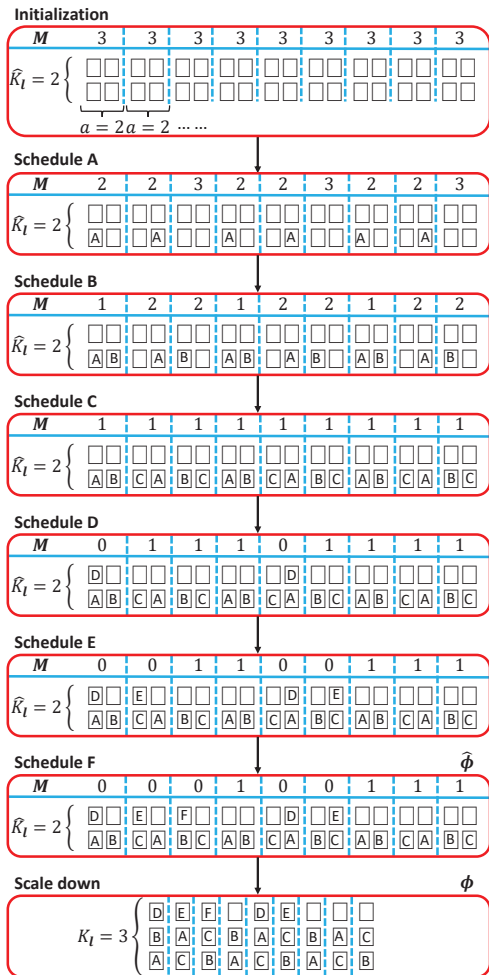 Initialization
M 3 3 3 3 3 3 3 3 3
K̂ₗ = 2 {
a = 2 a = 2 ... ...
Schedule A
M 2 2 3 2 2 3 2 2 3
K̂ₗ = 2 {
A A A A A A
Schedule B
M 1 2 2 1 2 2 1 2 2
K̂ₗ = 2 {
A B A B A B A B A B A B
Schedule C
M 1 1 1 1 1 1 1 1 1
K̂ₗ = 2 {
A B C A B C A B C A B C A B C A B C
Schedule D
M 0 1 1 1 0 1 1 1 1
D D
K̂ₗ = 2 {
A B C A B C A B C A B C A B C A B C
Schedule E
M 0 0 1 1 0 0 1 1 1
D E D E
K̂ₗ = 2 {
A B C A B C A B C A B C A B C A B C
Schedule F ϕ̂
M 0 0 0 1 0 0 1 1 1
D E F D E
K̂ₗ = 2 {
A B C A B C A B C A B C A B C A B C
Scale down ϕ
D E F D E
Kₗ = 3 { B A C B A C B A C
A C B A C B A C B